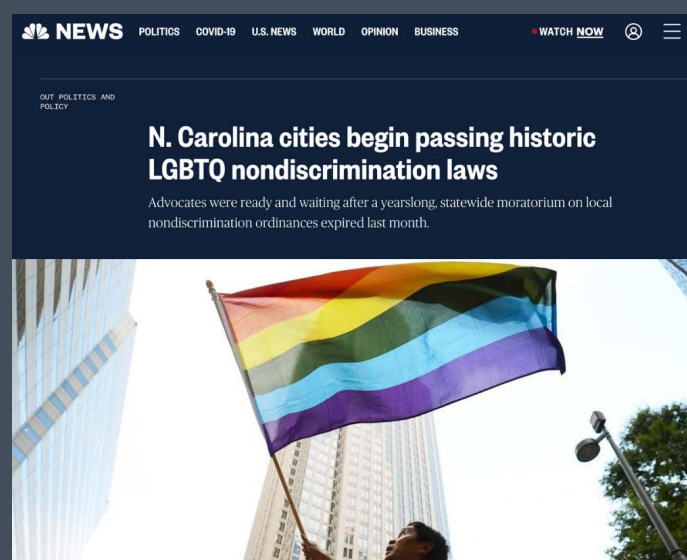 NEWS POLITICS COVID-19 U.S. NEWS WORLD OPINION BUSINESS WATCH NOW
OUT POLITICS AND
POLICY
N. Carolina cities begin passing historic
LGBTQ nondiscrimination laws
Advocates were ready and waiting after a yearslong, statewide moratorium on local
nondiscrimination ordinances expired last month.